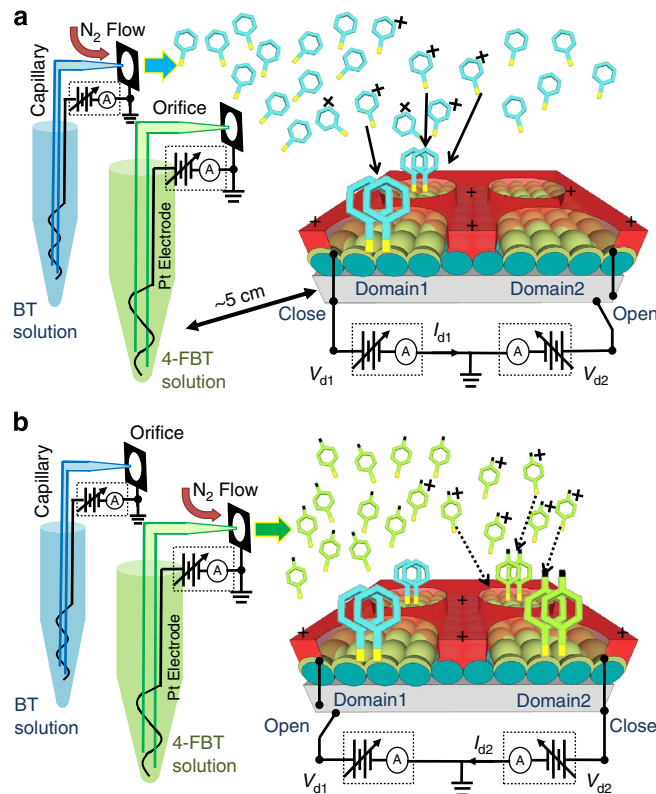 a
N2 Flow
Capillary
A
Orifice
A
Pt Electrode
BT
solution
4-FBT
solution
~5 cm
+ + + + +
Domain1
Domain2
Close
Open
Id1
A
A
Vd1
Vd2
b
Orifice
Capillary
A
N2 Flow
A
Pt Electrode
BT
solution
4-FBT
solution
+ + + + +
Domain1
Domain2
Open
Close
Id2
A
A
Vd1
Vd2